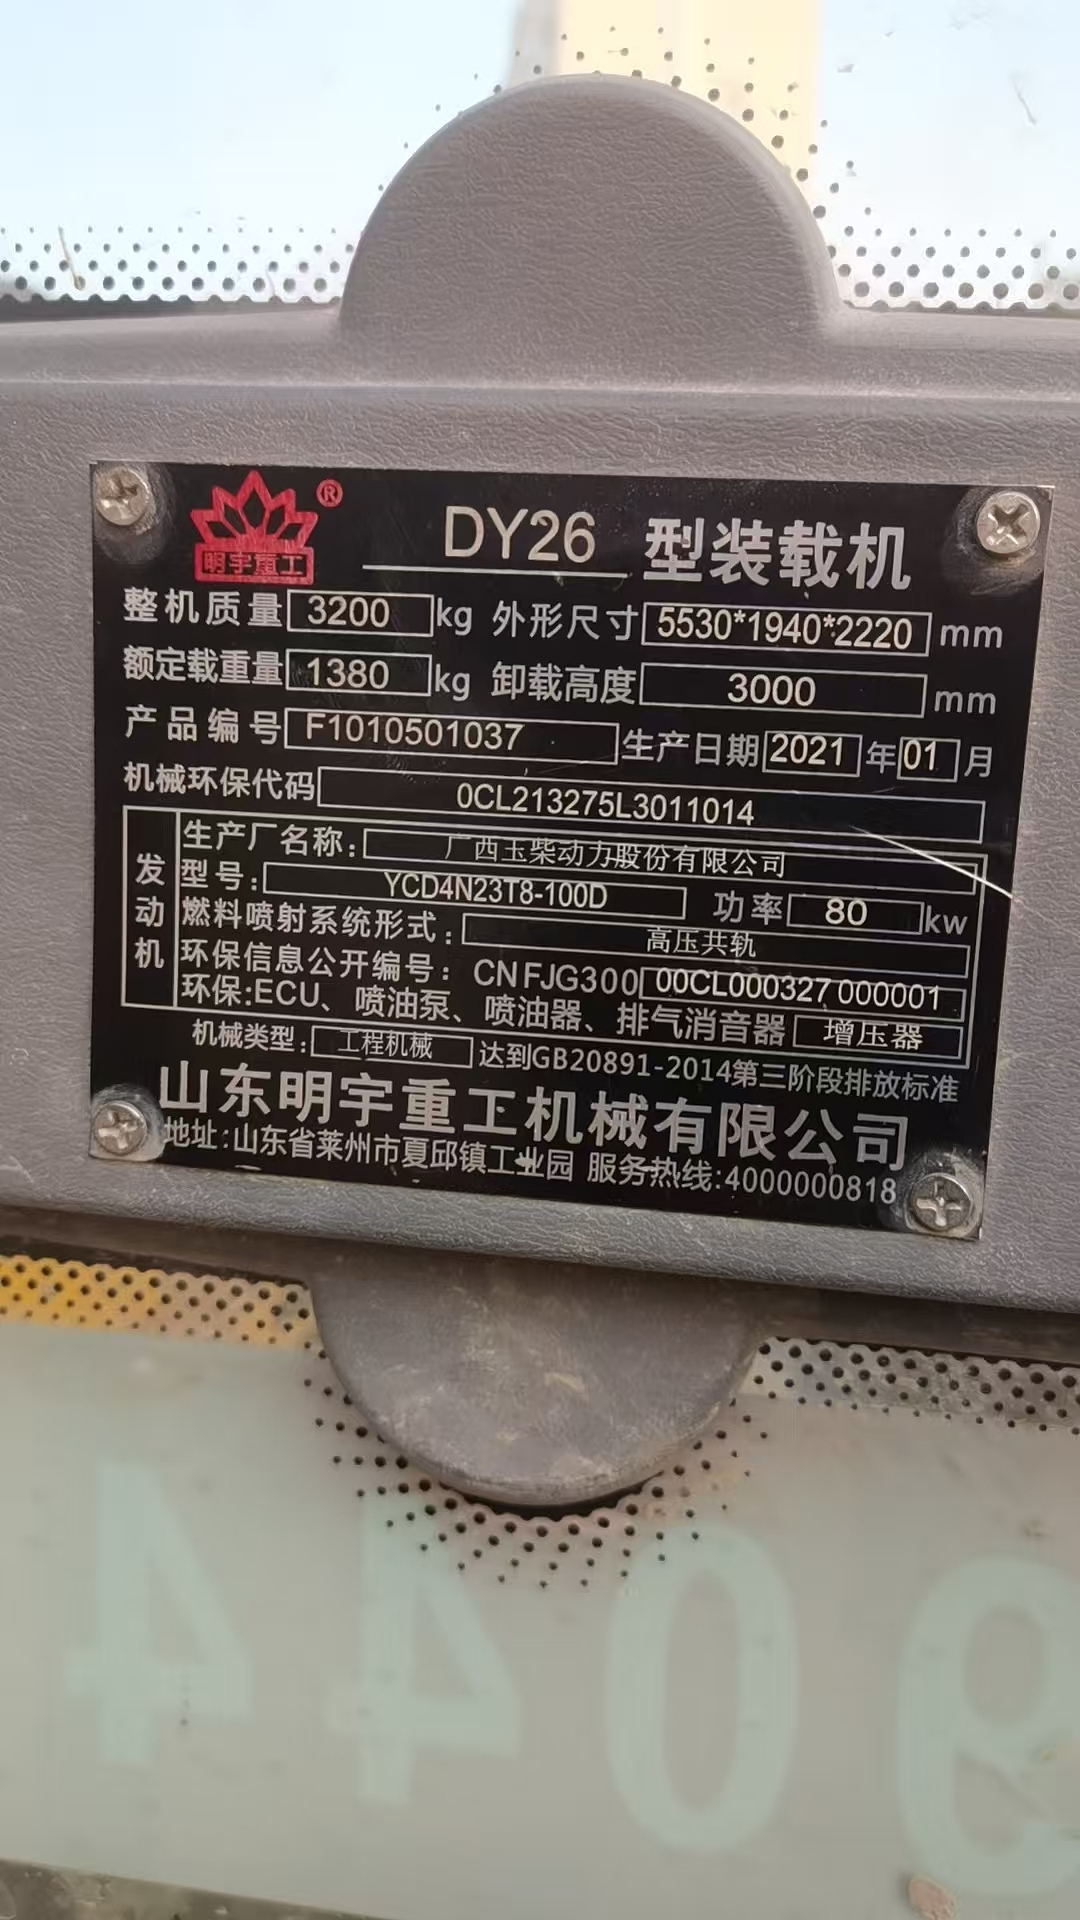 明宇重工 ®
DY26 型装载机
整机质量 3200 kg 外形尺寸 5530*1940*2220 mm
额定载重量 1380 kg 卸载高度 3000 mm
产品编号 F1010501037 生产日期 2021 年 01 月
机械环保代码 0CL213275L3011014
发动机
生产厂名称: 广西玉柴动力股份有限公司
型号: YCD4N23T8-100D 功率 80 kw
燃料喷射系统形式: 高压共轨
环保信息公开编号: CNFJG300 00CL000327 000001
环保:ECU、喷油泵、喷油器、排气消音器 增压器
机械类型: 工程机械 达到GB20891-2014第三阶段排放标准
山东明宇重工机械有限公司
地址:山东省莱州市夏邱镇工业园 服务热线:4000000818